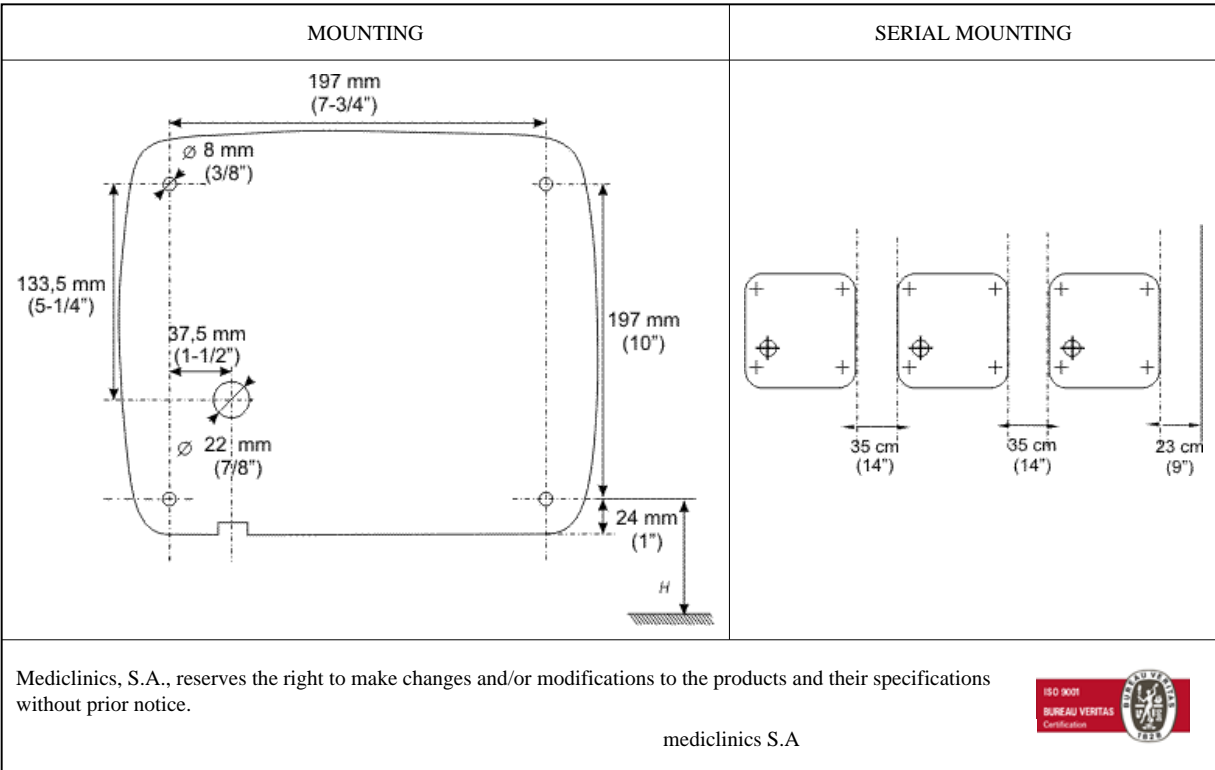 MOUNTING
SERIAL MOUNTING
197 mm
(7-3/4”)
∅ 8 mm
(3/8”)
133,5 mm
(5-1/4”)
37,5 mm
(1-1/2”)
197 mm
(10”)
∅ 22 mm
(7/8”)
24 mm
(1”)
H
35 cm
(14”)
35 cm
(14”)
23 cm
(9”)
Mediclinics, S.A., reserves the right to make changes and/or modifications to the products and their specifications
without prior notice.
mediclinics S.A
ISO 9001
BUREAU VERITAS
Certification
BUREAU VERITAS
1828